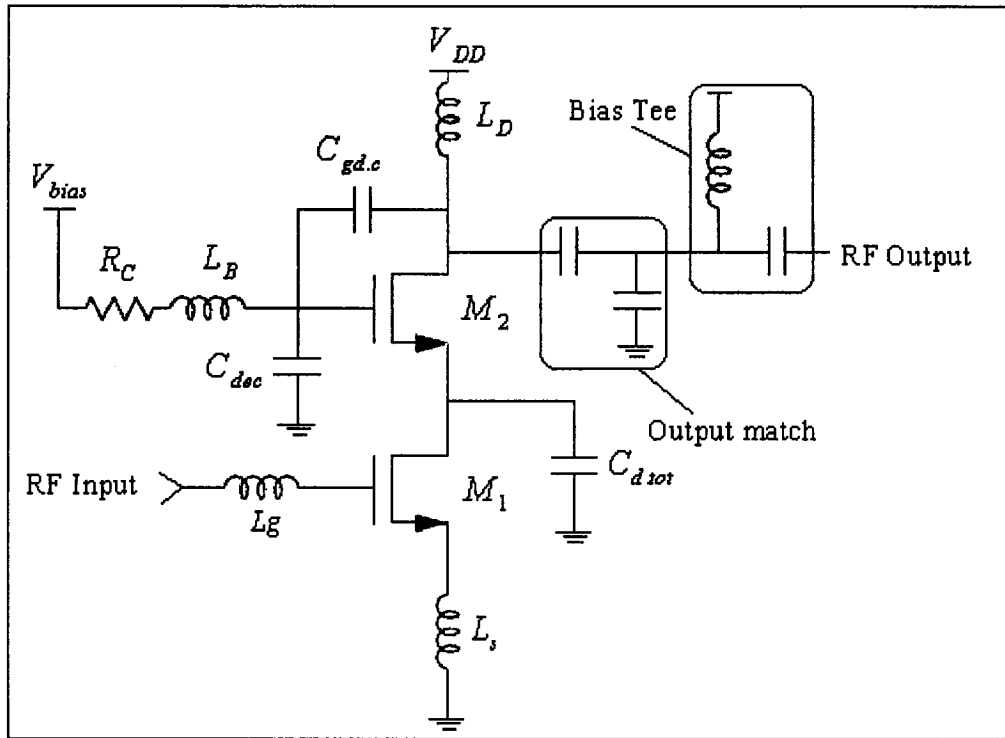 V_DD
L_D
Bias Tee
C_gd.c
V_bias
R_C
L_B
RF Output
M_2
C_dec
Output match
C_d tot
RF Input
M_1
Lg
L_s